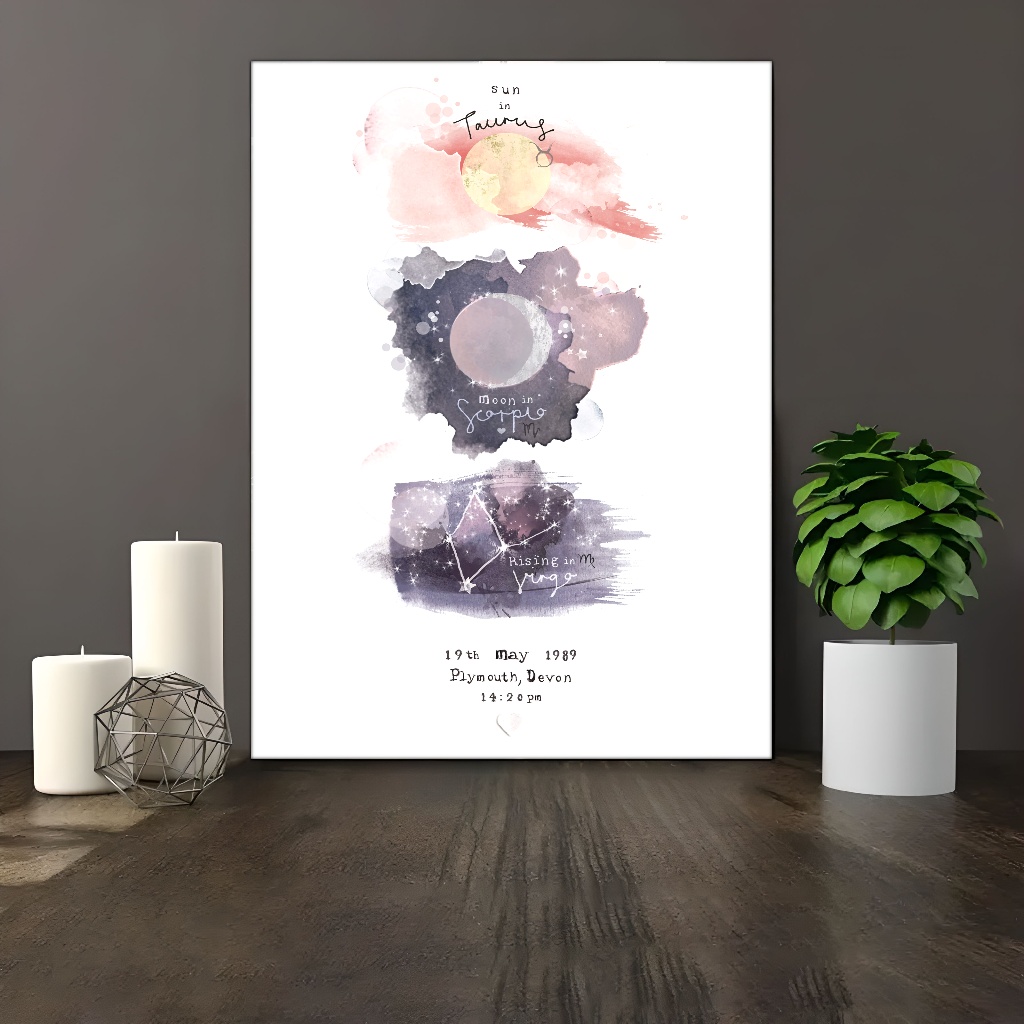 sun
in
Taurus
♉
moon in
Scorpio
♏
Rising in ♍
Virgo
19th may 1989
Plymouth, Devon
14:20pm